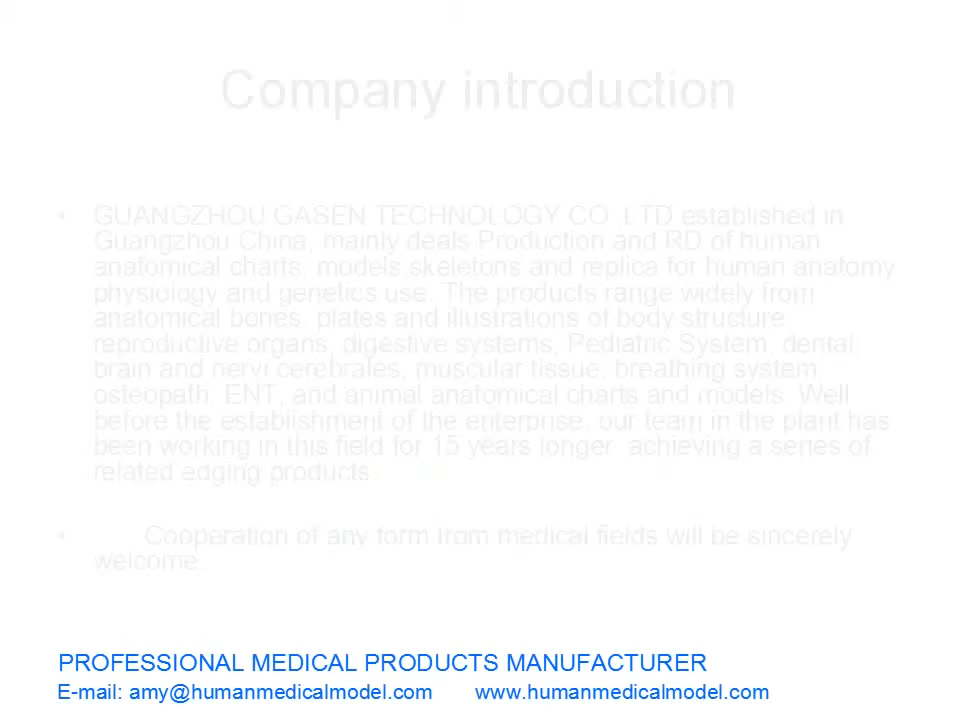 Company introduction
• GUANGZHOU GASEN TECHNOLOGY CO. LTD established in
Guangzhou China, mainly deals Production and RD of human
anatomical charts, models skeletons and replica for human anatomy
physiology and genetics use. The products range widely from
anatomical bones, plates and illustrations of body structure,
reproductive organs, digestive systems, Pediatric System, dental,
brain and nervi cerebrales, muscular tissue, breathing system,
osteopath, ENT, and animal anatomical charts and models. Well
before the establishment of the enterprise, our team in the plant has
been working in this field for 15 years longer, achieving a series of
related edging products.
• Cooperation of any form from medical fields will be sincerely
welcome.
PROFESSIONAL MEDICAL PRODUCTS MANUFACTURER
E-mail: amy@humanmedicalmodel.com www.humanmedicalmodel.com